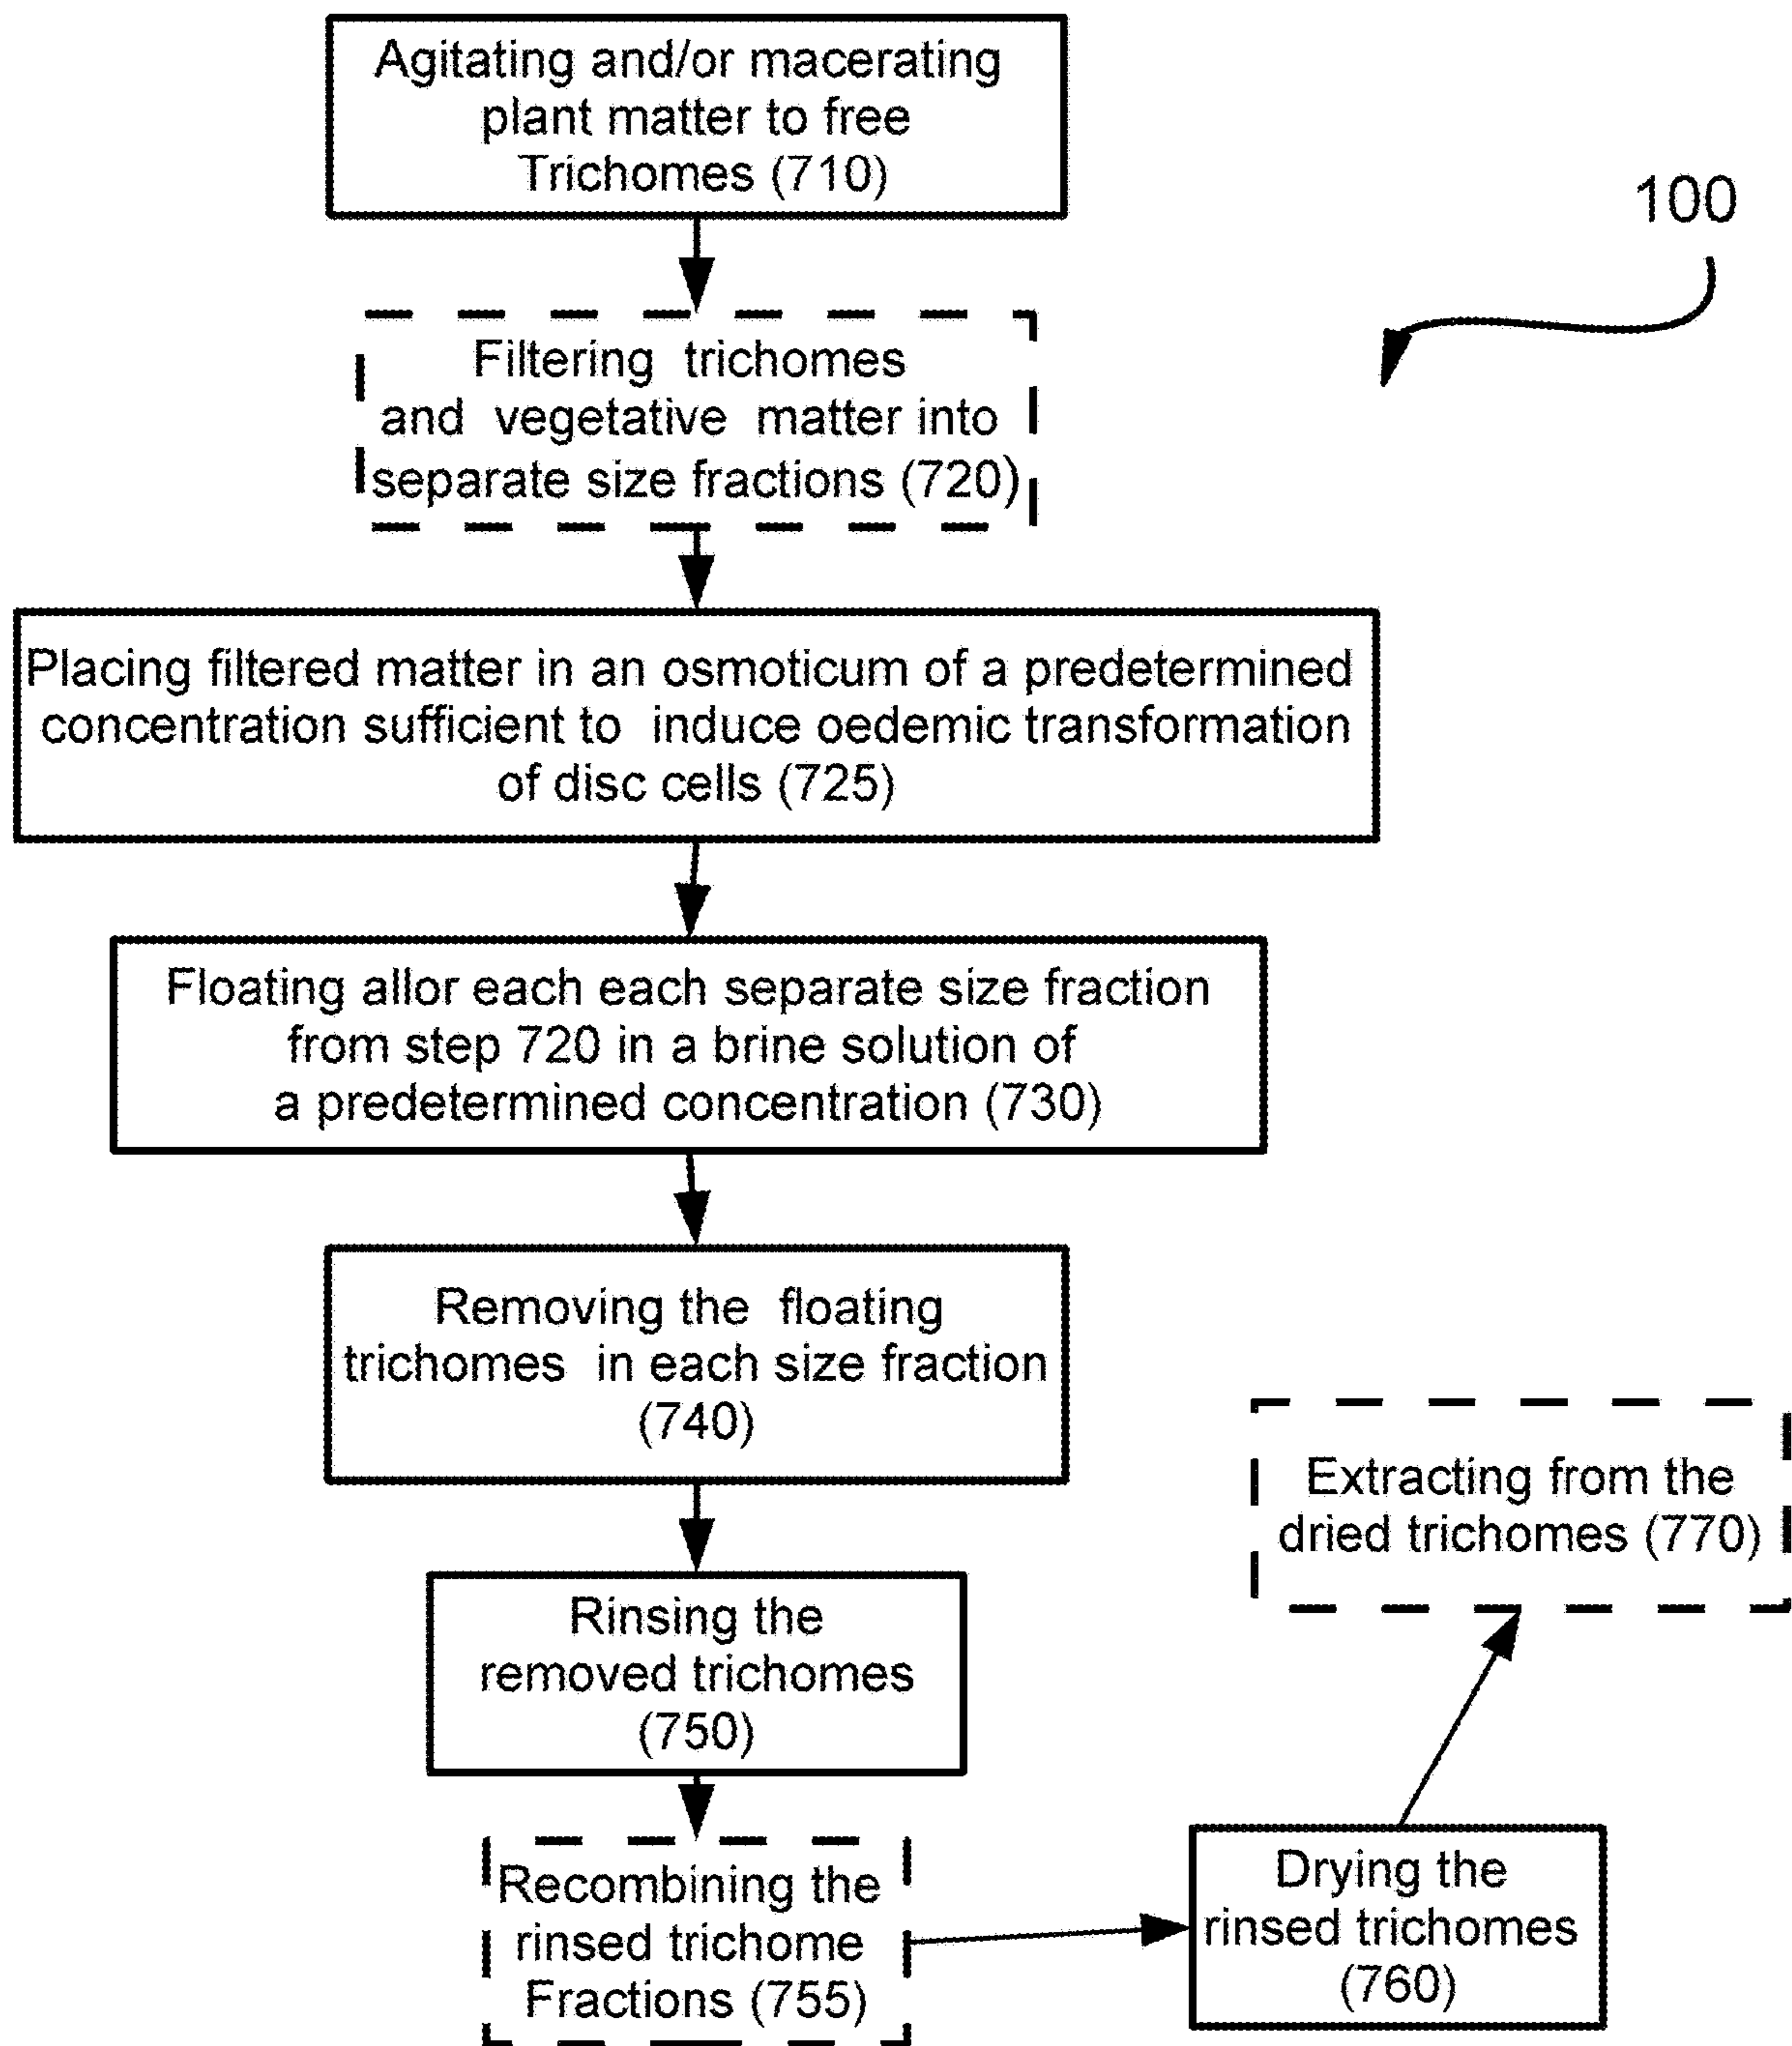 Agitating and/or macerating
plant matter to free
Trichomes (710)
100
Filtering trichomes
and vegetative matter into
separate size fractions (720)
Placing filtered matter in an osmoticum of a predetermined
concentration sufficient to induce oedemic transformation
of disc cells (725)
Floating allor each each separate size fraction
from step 720 in a brine solution of
a predetermined concentration (730)
Removing the floating
trichomes in each size fraction
(740)
Extracting from the
dried trichomes (770)
Rinsing the
removed trichomes
(750)
Recombining the
rinsed trichome
Fractions (755)
Drying the
rinsed trichomes
(760)